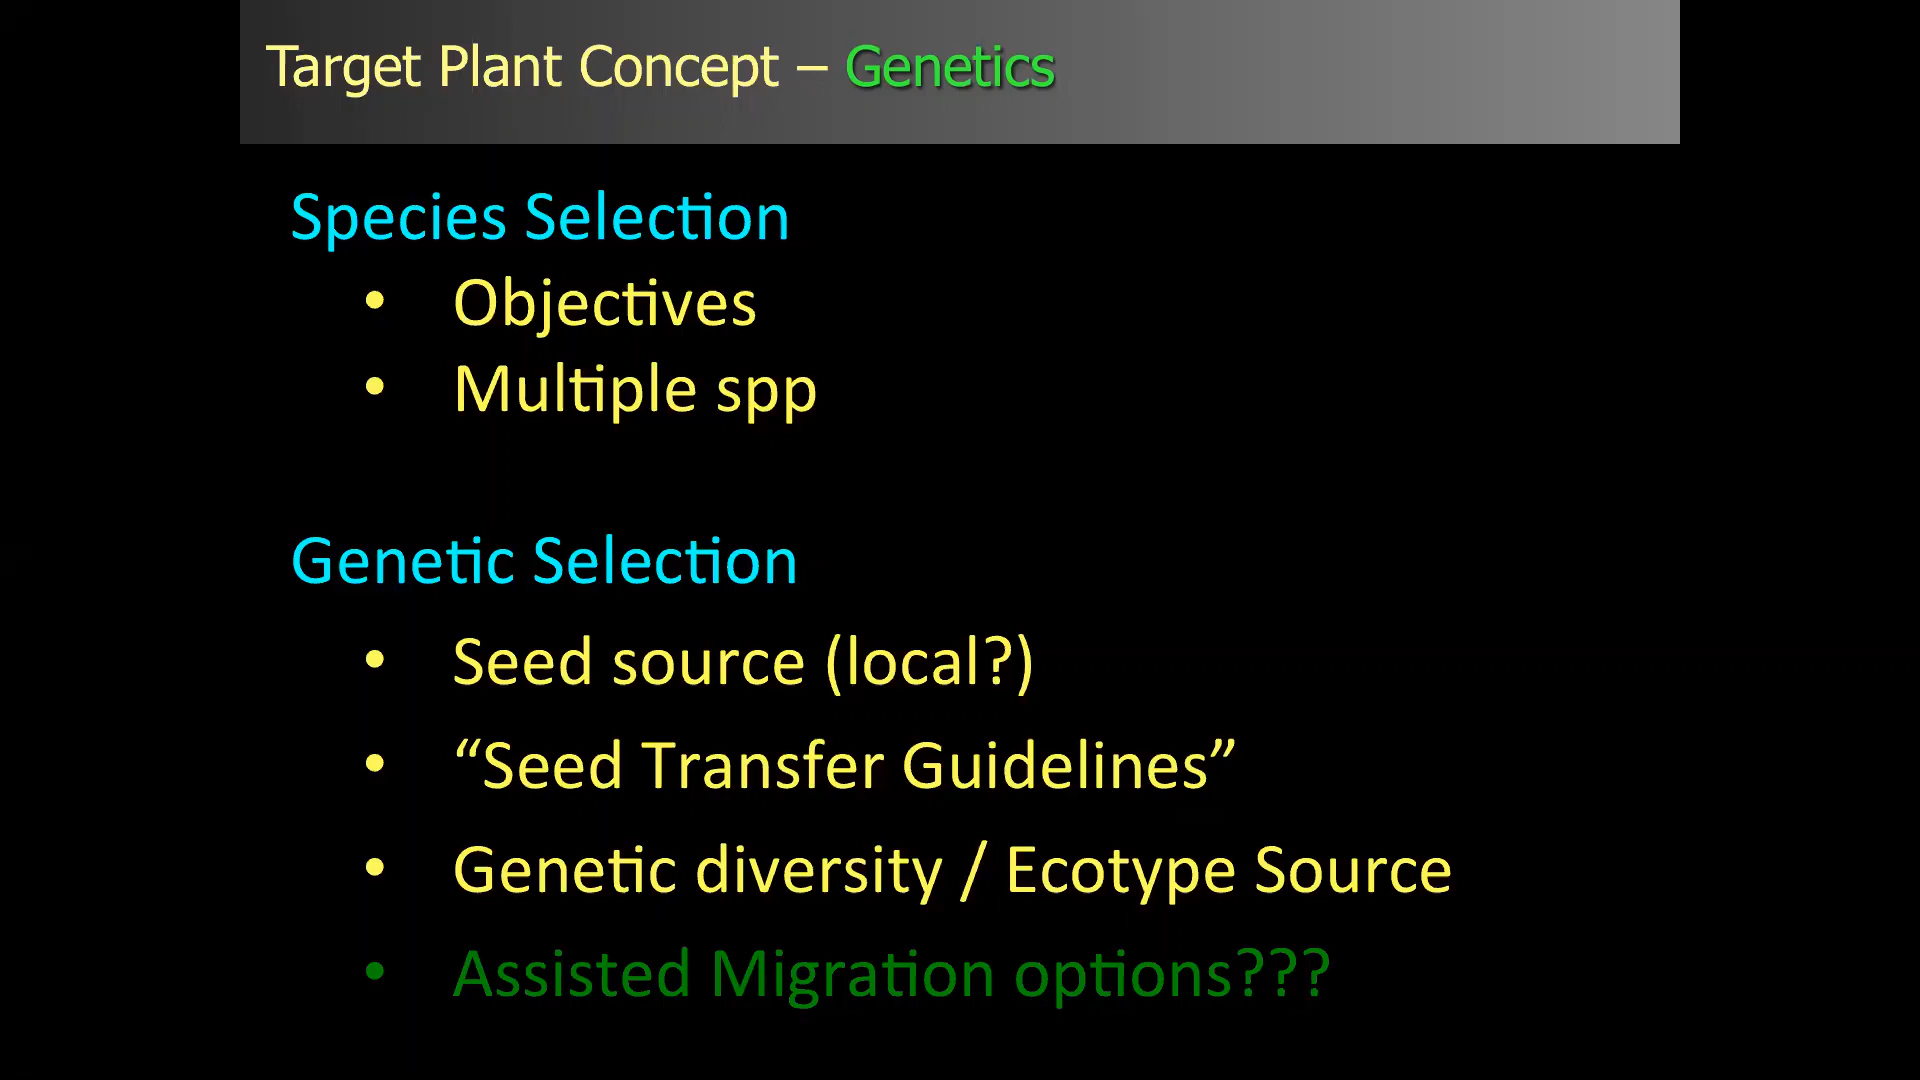 Target Plant Concept – Genetics
Species Selection
• Objectives
• Multiple spp
Genetic Selection
• Seed source (local?)
• “Seed Transfer Guidelines”
• Genetic diversity / Ecotype Source
• Assisted Migration options???